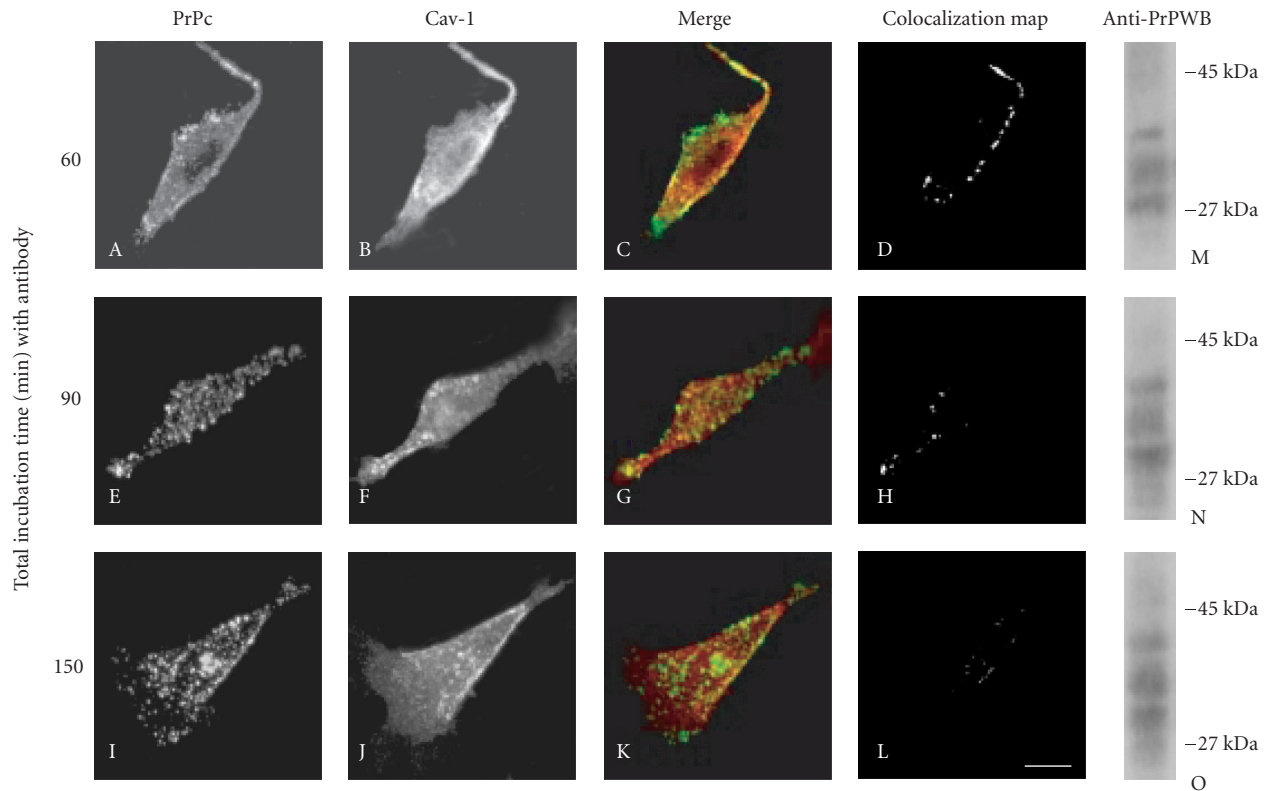 PrPc Cav-1 Merge Colocalization map Anti-PrPWB
Total incubation time (min) with antibody
60
A
B
C
D
−45 kDa
−27 kDa
M
90
E
F
G
H
−45 kDa
−27 kDa
N
150
I
J
K
L
−45 kDa
−27 kDa
O